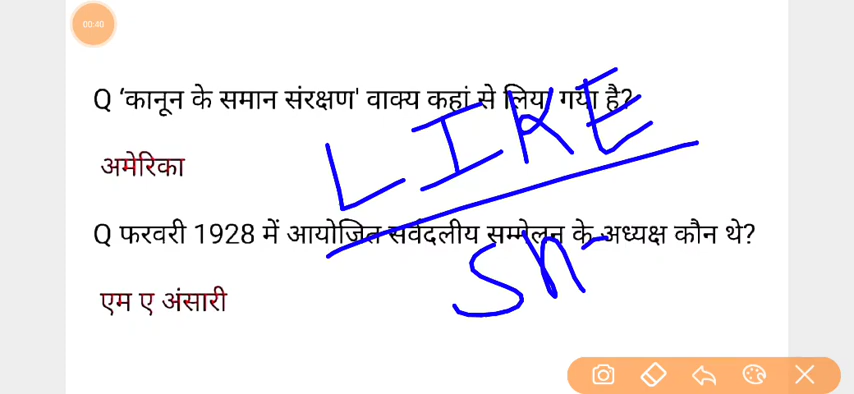 00:40
Q 'कानून के समान संरक्षण' वाक्य कहां से लिया गया है?
LIKE
अमेरिका
Q फरवरी 1928 में आयोजित सर्वदलीय सम्मेलन के अध्यक्ष कौन थे?
एम ए अंसारी